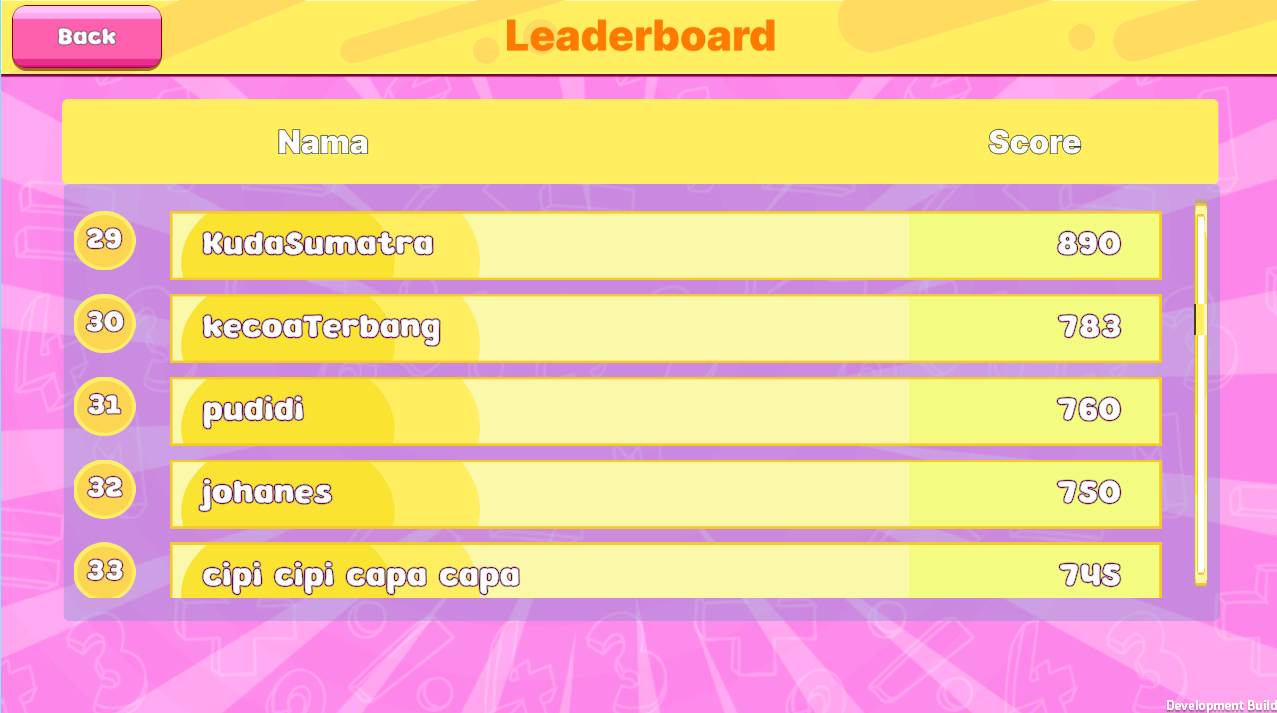 Back
Leaderboard
Nama Score
29 KudaSumatra 890
30 kecoaTerbang 783
31 pudidi 760
32 johanes 750
33 cipi cipi capa capa 745
Development Build